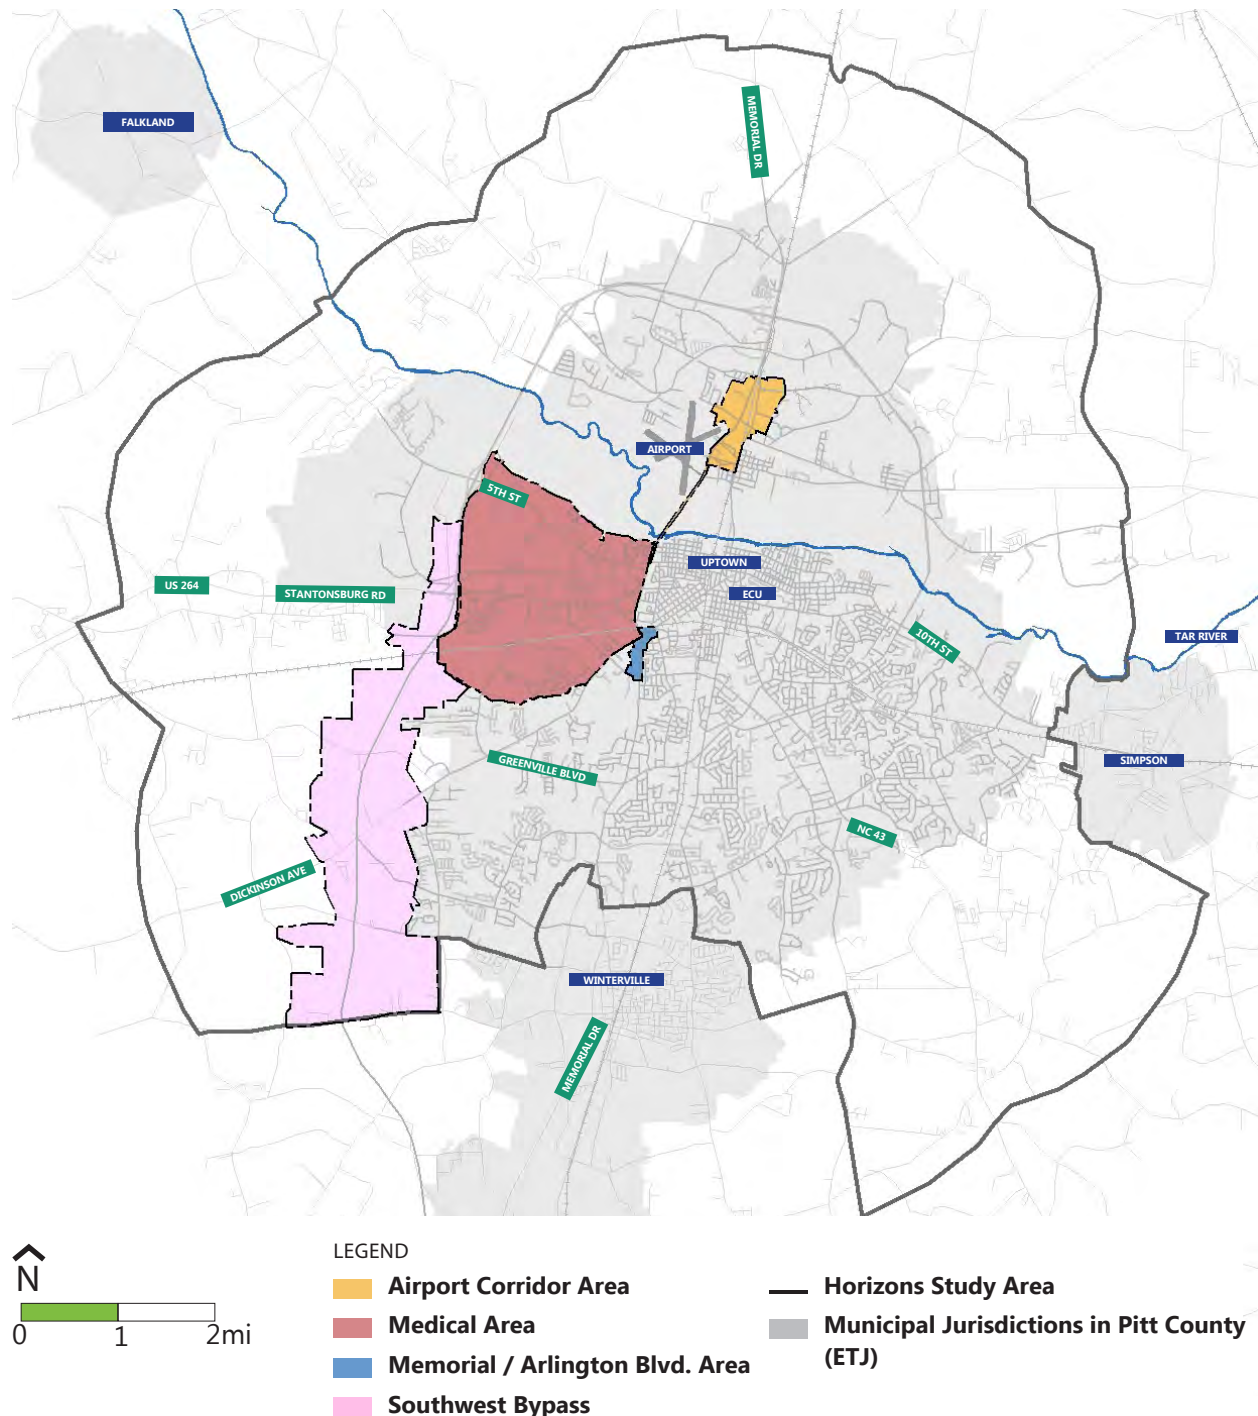 FALKLAND
MEMORIAL DR
AIRPORT
5TH ST
UPTOWN
US 264
STANTONSBURG RD
ECU
10TH ST
TAR RIVER
GREENVILLE BLVD
SIMPSON
NC 43
DICKINSON AVE
WINTERVILLE
MEMORIAL DR
N
0 1 2mi
LEGEND
Airport Corridor Area
Medical Area
Memorial / Arlington Blvd. Area
Southwest Bypass
Horizons Study Area
Municipal Jurisdictions in Pitt County
(ETJ)